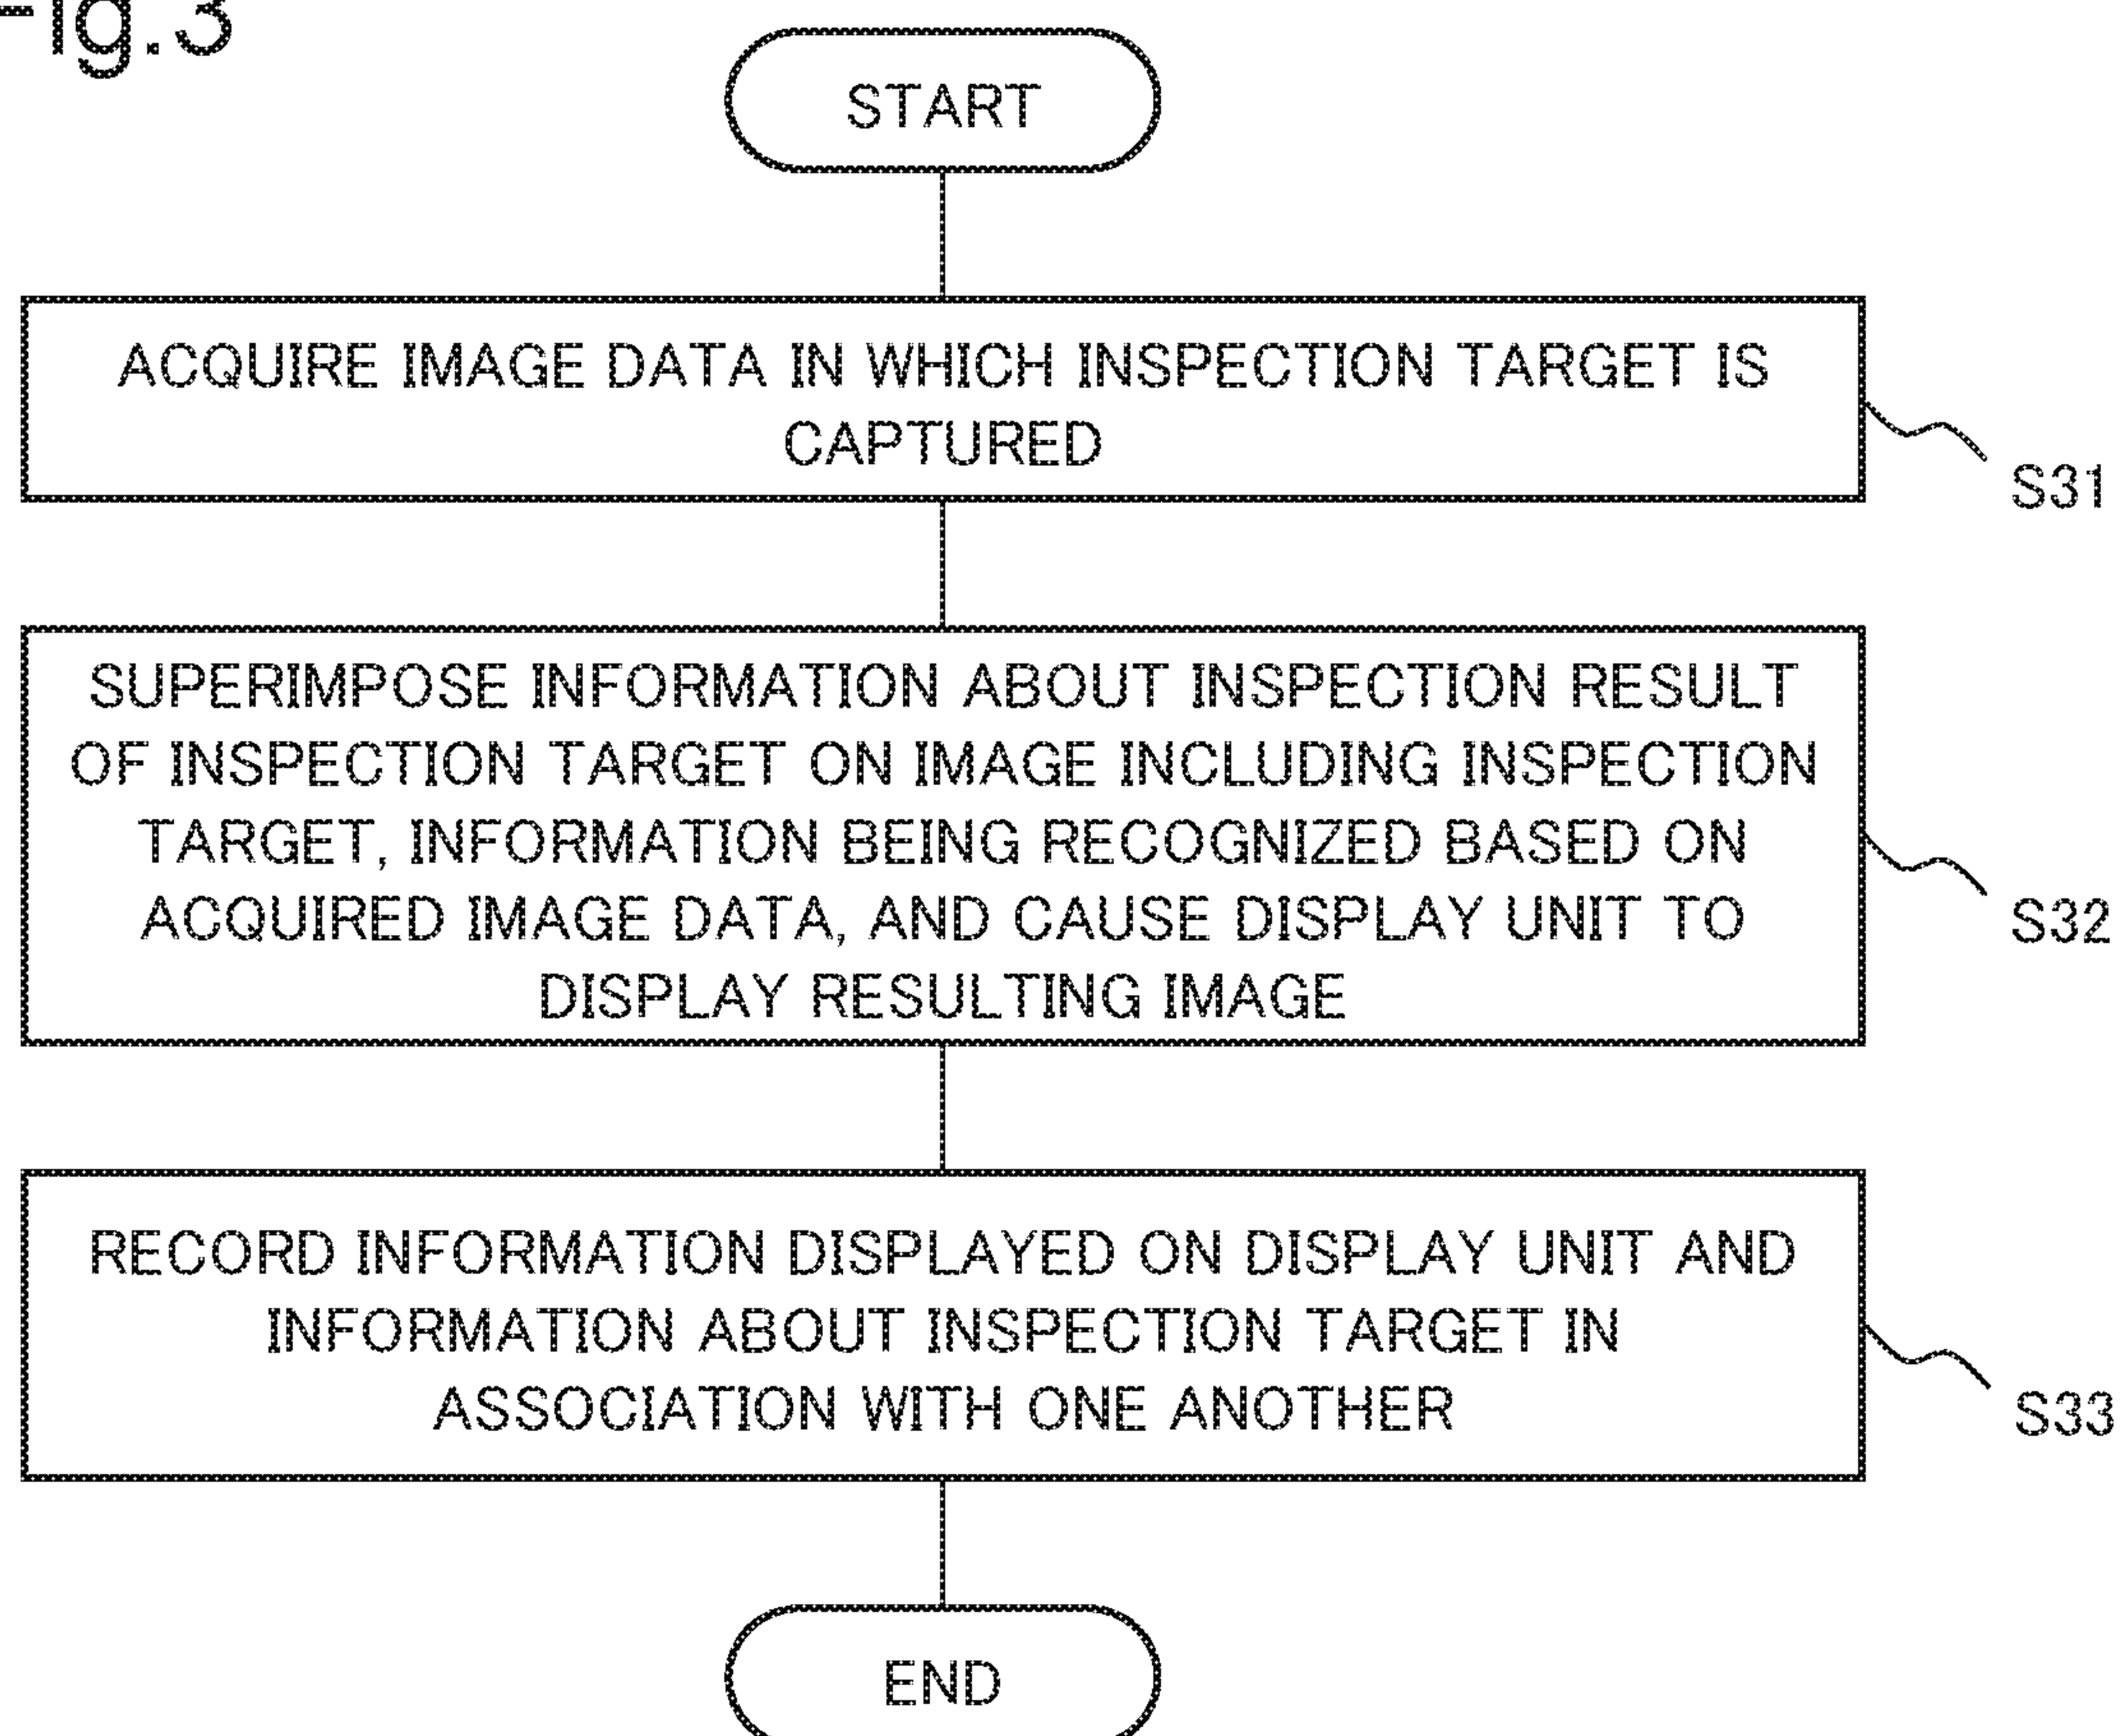 Fig.3
START
ACQUIRE IMAGE DATA IN WHICH INSPECTION TARGET IS
CAPTURED
S31
SUPERIMPOSE INFORMATION ABOUT INSPECTION RESULT
OF INSPECTION TARGET ON IMAGE INCLUDING INSPECTION
TARGET, INFORMATION BEING RECOGNIZED BASED ON
ACQUIRED IMAGE DATA, AND CAUSE DISPLAY UNIT TO
DISPLAY RESULTING IMAGE
S32
RECORD INFORMATION DISPLAYED ON DISPLAY UNIT AND
INFORMATION ABOUT INSPECTION TARGET IN
ASSOCIATION WITH ONE ANOTHER
S33
END